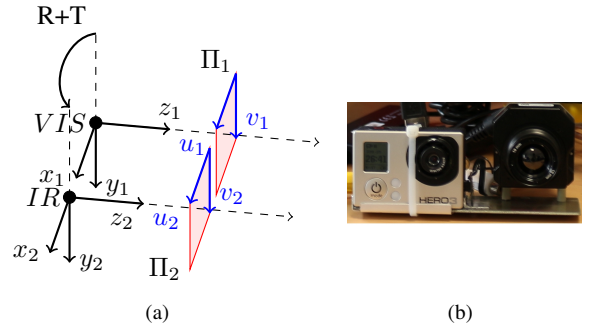 R+T
Π₁
z₁
VIS
v₁
u₁
x₁
y₁
IR
v₂
z₂
u₂
x₂
y₂
Π₂
HERO3
(a)
(b)